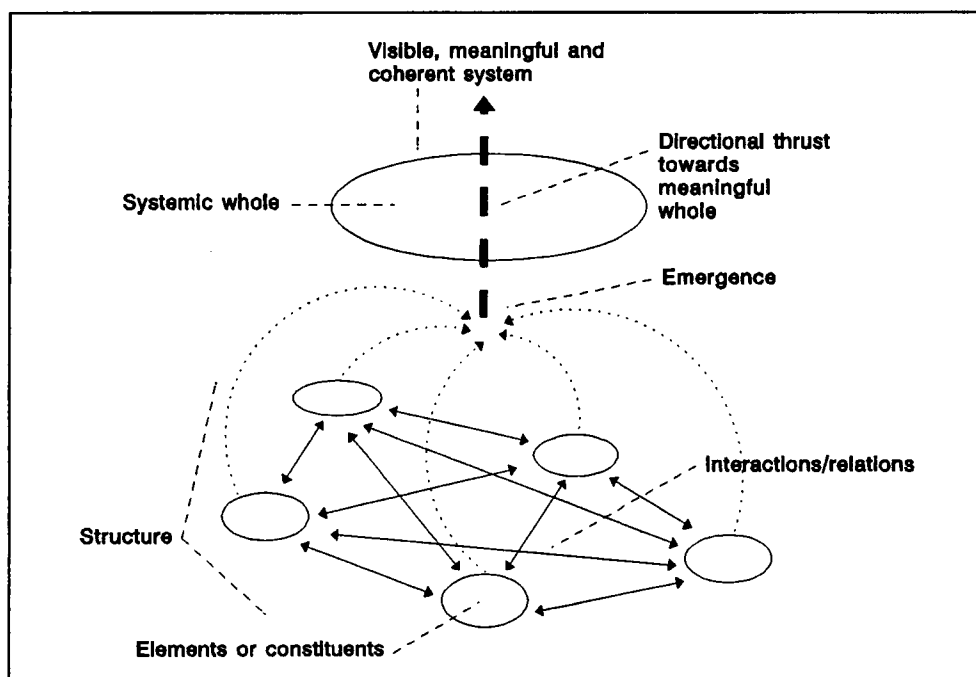 Visible, meaningful and
coherent system
Directional thrust
towards
meaningful
whole
Systemic whole
Emergence
Interactions/relations
Structure
Elements or constituents